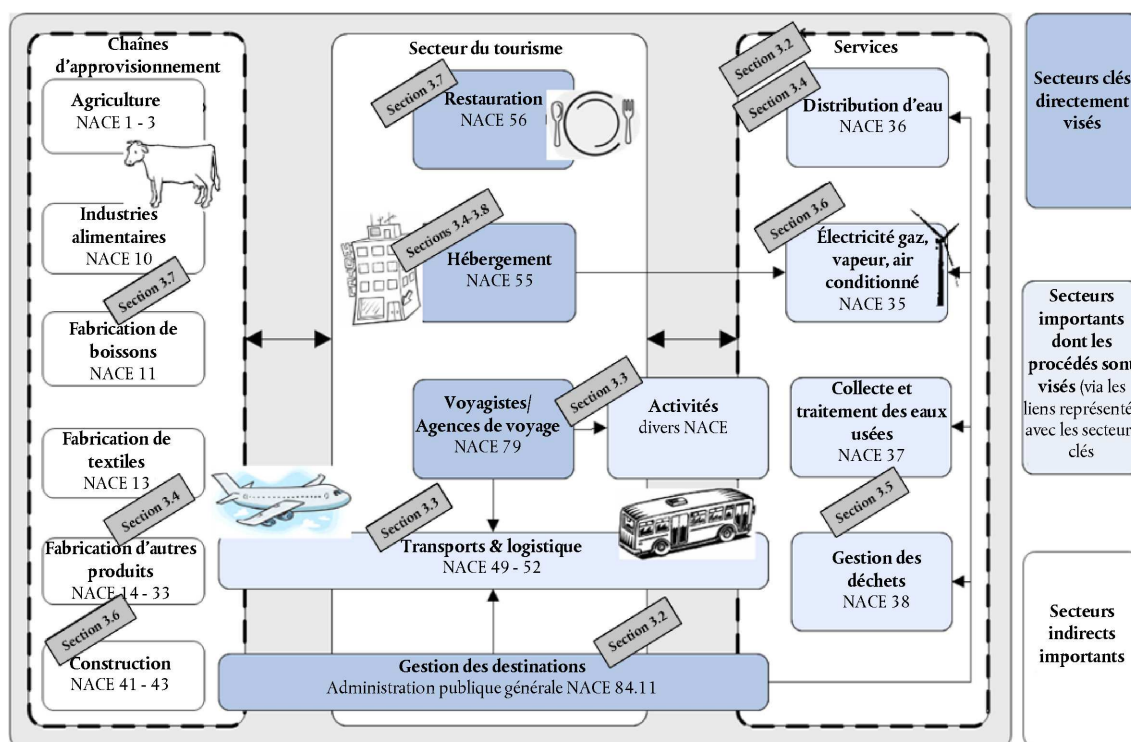 Chaînes
d’approvisionnement
Agriculture
NACE 1 - 3
Industries
alimentaires
NACE 10
Section 3.7
Fabrication de
boissons
NACE 11
Fabrication de
textiles
NACE 13
Section 3.4
Fabrication d’autres
produits
NACE 14 - 33
Section 3.6
Construction
NACE 41 - 43
Secteur du tourisme
Section 3.7
Restauration
NACE 56
Sections 3.4-3.8
Hébergement
NACE 55
Voyagistes/
Agences de voyage
NACE 79
Section 3.3
Activités
divers NACE
Section 3.3
Transports & logistique
NACE 49 - 52
Section 3.2
Gestion des destinations
Administration publique générale NACE 84.11
Services
Section 3.2
Section 3.4
Distribution d’eau
NACE 36
Section 3.6
Électricité gaz,
vapeur, air
conditionné
NACE 35
Collecte et
traitement des eaux
usées
NACE 37
Section 3.5
Gestion des
déchets
NACE 38
Secteurs clés
directement
visés
Secteurs
importants
dont les
procédés sont
visés (via les
liens représenté
avec les secteur
clés
Secteurs
indirects
importants